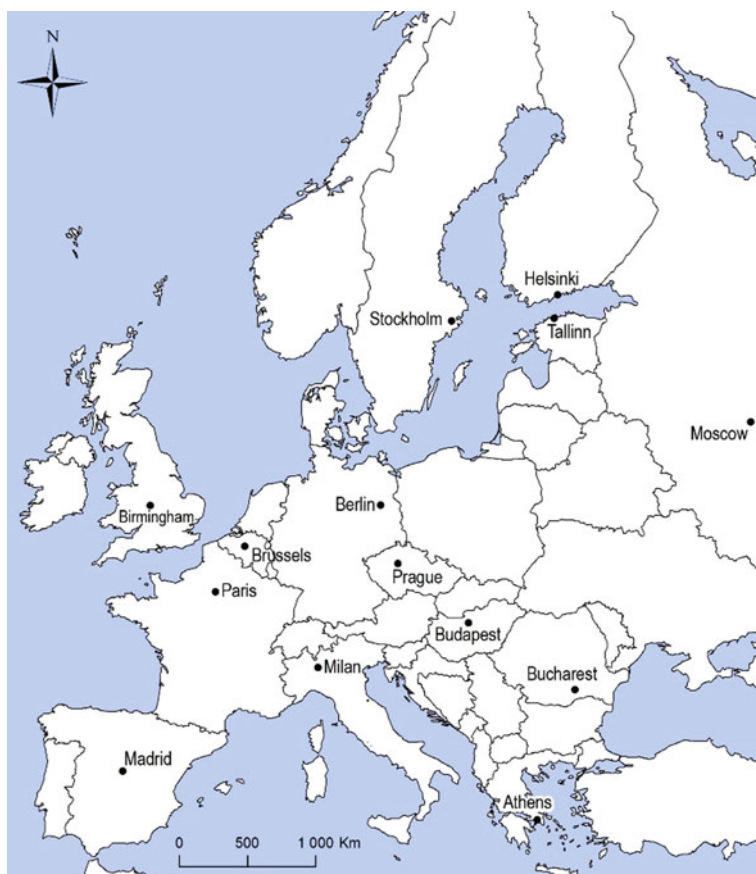 N
Helsinki
Stockholm
Tallinn
Moscow
Berlin
Birmingham
Brussels
Prague
Paris
Budapest
Milan
Bucharest
Madrid
Athens
0 500 1 000 Km